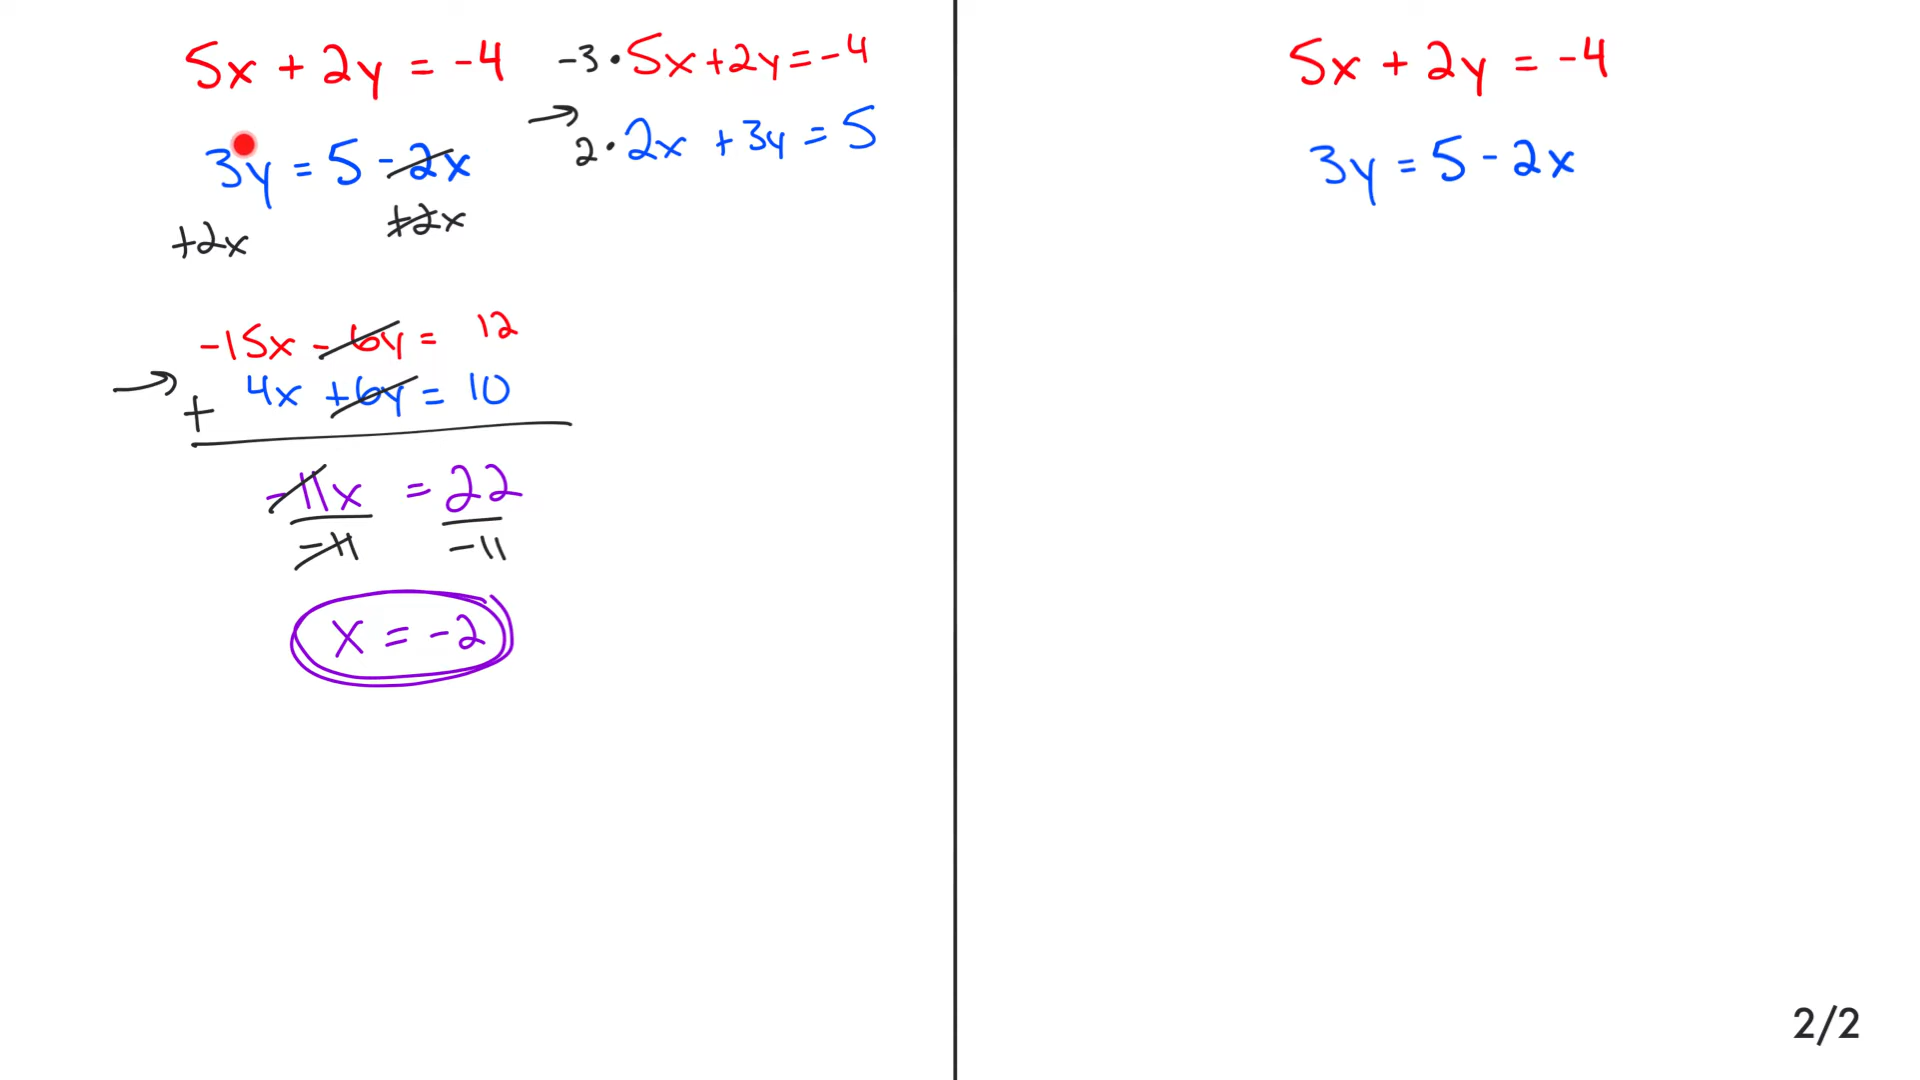 5x + 2y = -4
3y = 5 - 2x
+2x +2x
-3 · 5x + 2y = -4
2 · 2x + 3y = 5
-15x - 6y = 12
+ 4x + 6y = 10
-11x = 22
-11 -11
x = -2
5x + 2y = -4
3y = 5 - 2x
2/2